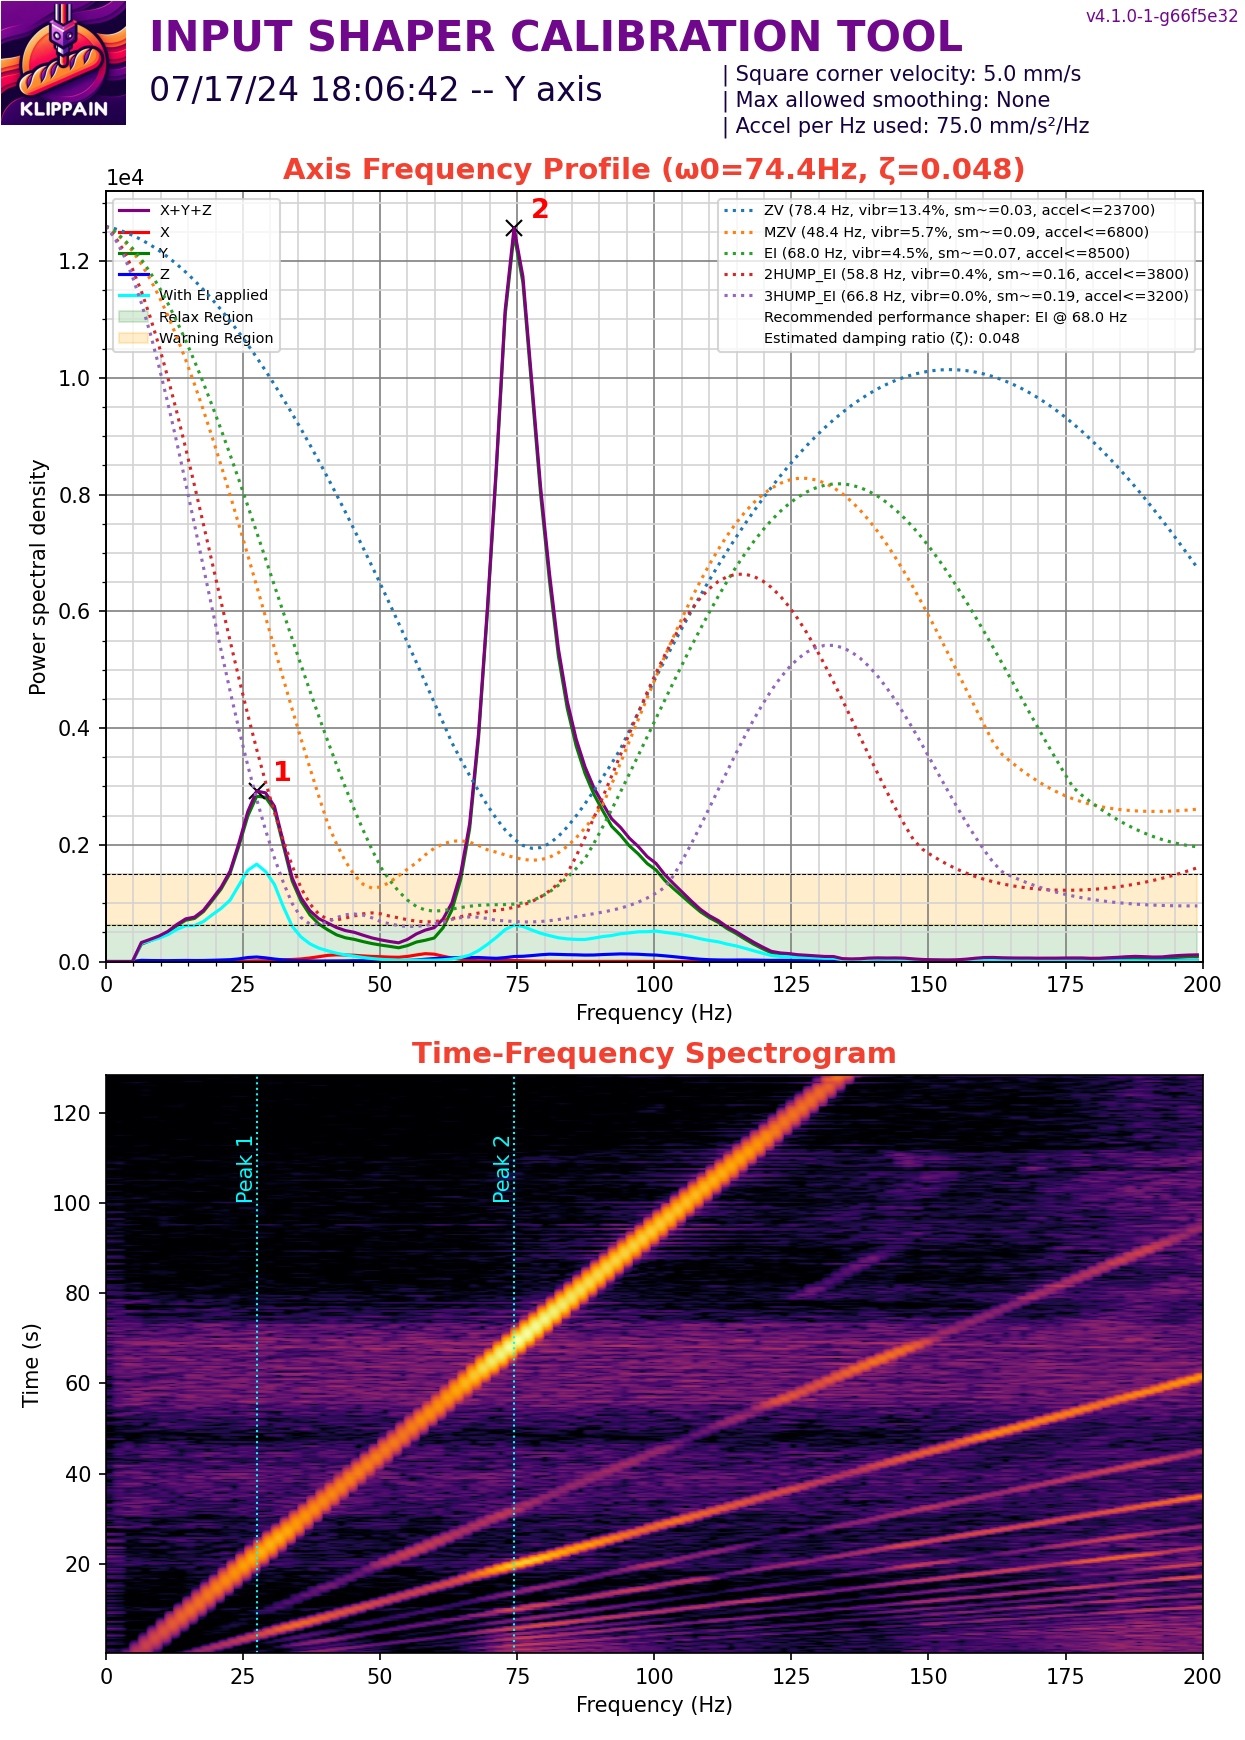 v4.1.0-1-g66f5e32
INPUT SHAPER CALIBRATION TOOL
KLIPPAIN
07/17/24 18:06:42 -- Y axis
| Square corner velocity: 5.0 mm/s
| Max allowed smoothing: None
| Accel per Hz used: 75.0 mm/s²/Hz
Axis Frequency Profile (ω0=74.4Hz, ζ=0.048)
1e4
X+Y+Z
X
Y
Z
With EI applied
Relax Region
Warning Region
ZV (78.4 Hz, vibr=13.4%, sm~=0.03, accel<=23700)
MZV (48.4 Hz, vibr=5.7%, sm~=0.09, accel<=6800)
EI (68.0 Hz, vibr=4.5%, sm~=0.07, accel<=8500)
2HUMP_EI (58.8 Hz, vibr=0.4%, sm~=0.16, accel<=3800)
3HUMP_EI (66.8 Hz, vibr=0.0%, sm~=0.19, accel<=3200)
Recommended performance shaper: EI @ 68.0 Hz
Estimated damping ratio (ζ): 0.048
2
1
1.2
1.0
0.8
0.6
0.4
0.2
0.0
Power spectral density
0 25 50 75 100 125 150 175 200
Frequency (Hz)
Time-Frequency Spectrogram
Peak 1
Peak 2
120
100
80
60
40
20
Time (s)
0 25 50 75 100 125 150 175 200
Frequency (Hz)